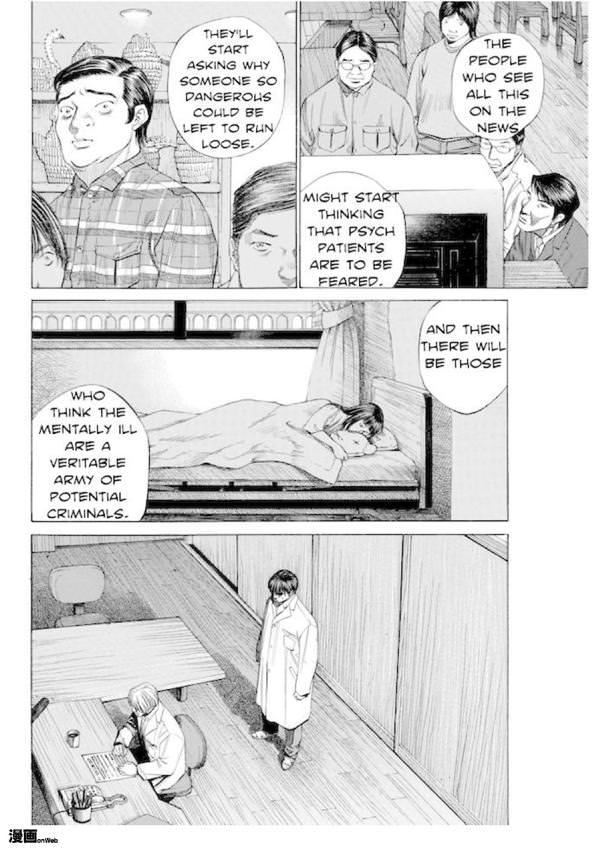 THE
PEOPLE
WHO SEE
ALL THIS
ON THE
NEWS
MIGHT START
THINKING
THAT PSYCH
PATIENTS
ARE TO BE
FEARED.
THEY'LL
START
ASKING WHY
SOMEONE SO
DANGEROUS
COULD BE
LEFT TO RUN
LOOSE.
AND THEN
THERE WILL
BE THOSE
WHO
THINK THE
MENTALLY ILL
ARE A
VERITABLE
ARMY OF
POTENTIAL
CRIMINALS.
漫画onWeb